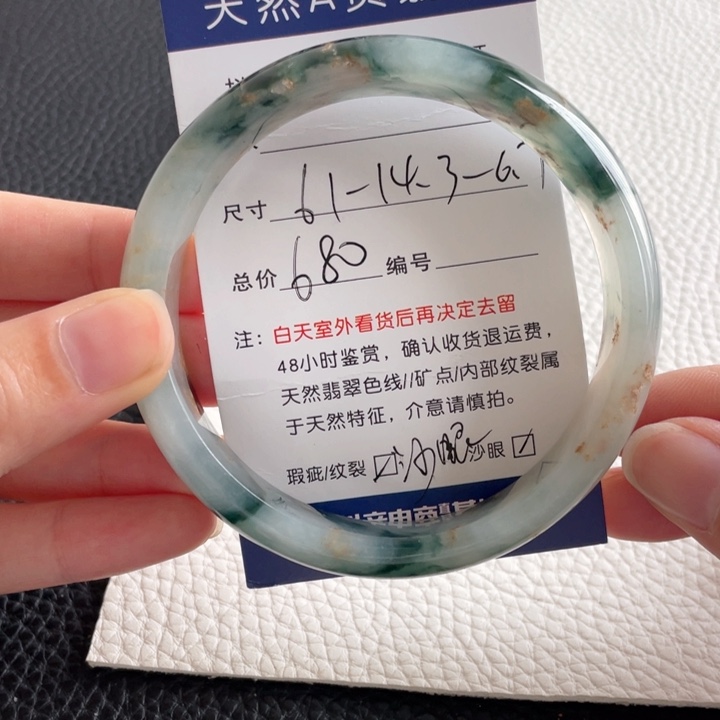 天然A货
尺寸 61-14.3-6.
总价 680 编号
注：白天室外看货后再决定去留
48小时鉴赏，确认收货退运费，
天然翡翠色线//矿点/内部纹裂属
于天然特征，介意请慎拍。
瑕疵/纹裂 沙眼
电商